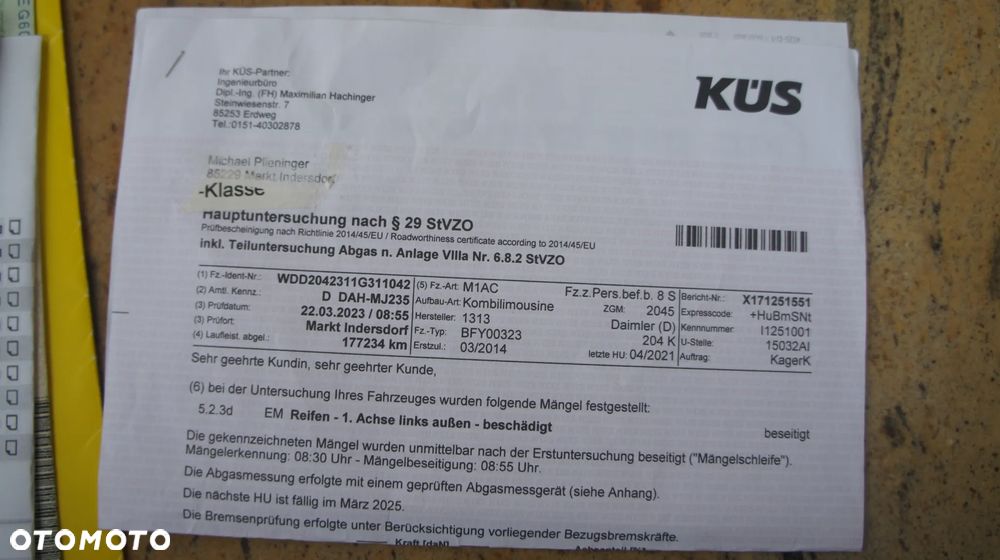 Ihr KÜS-Partner:
Ingenieurbüro
Dipl.-Ing. (FH) Maximilian Hachinger
Steinwiesenstr. 7
85253 Erdweg
Tel.:0151-40302878
KÜS
Michael Plieninger
85229 Markt Indersdorf
-Klasse
Hauptuntersuchung nach § 29 StVZO
Prüfbescheinigung nach Richtlinie 2014/45/EU / Roadworthiness certificate according to 2014/45/EU
inkl. Teiluntersuchung Abgas n. Anlage VIIIa Nr. 6.8.2 StVZO
(1) Fz.-Ident-Nr.: WDD2042311G311042 (5) Fz.-Art: M1AC Fz.z.Pers.bef.b. 8 S Bericht-Nr.: X171251551
(2) Amtl. Kennz.: D DAH-MJ235 Aufbau-Art: Kombilimousine ZGM: 2045 Expresscode: +HuBmSNt
(3) Prüfdatum: 22.03.2023 / 08:55 Hersteller: 1313 Daimler (D) Kennnummer: I1251001
(3) Prüfort: Markt Indersdorf Fz.-Typ: BFY00323 204 K U-Stelle: 15032AI
(4) Laufleist. abgel.: 177234 km Erstzul.: 03/2014 letzte HU: 04/2021 Auftrag: KagerK
Sehr geehrte Kundin, sehr geehrter Kunde,
(6) bei der Untersuchung Ihres Fahrzeuges wurden folgende Mängel festgestellt:
5.2.3d EM Reifen - 1. Achse links außen - beschädigt beseitigt
Die gekennzeichneten Mängel wurden unmittelbar nach der Erstuntersuchung beseitigt ("Mängelschleife").
Mängelerkennung: 08:30 Uhr - Mängelbeseitigung: 08:55 Uhr.
Die Abgasmessung erfolgte mit einem geprüften Abgasmessgerät (siehe Anhang).
Die nächste HU ist fällig im März 2025.
Die Bremsenprüfung erfolgte unter Berücksichtigung vorliegender Bezugsbremskräfte.
Kraft [daN]
OTOMOTO